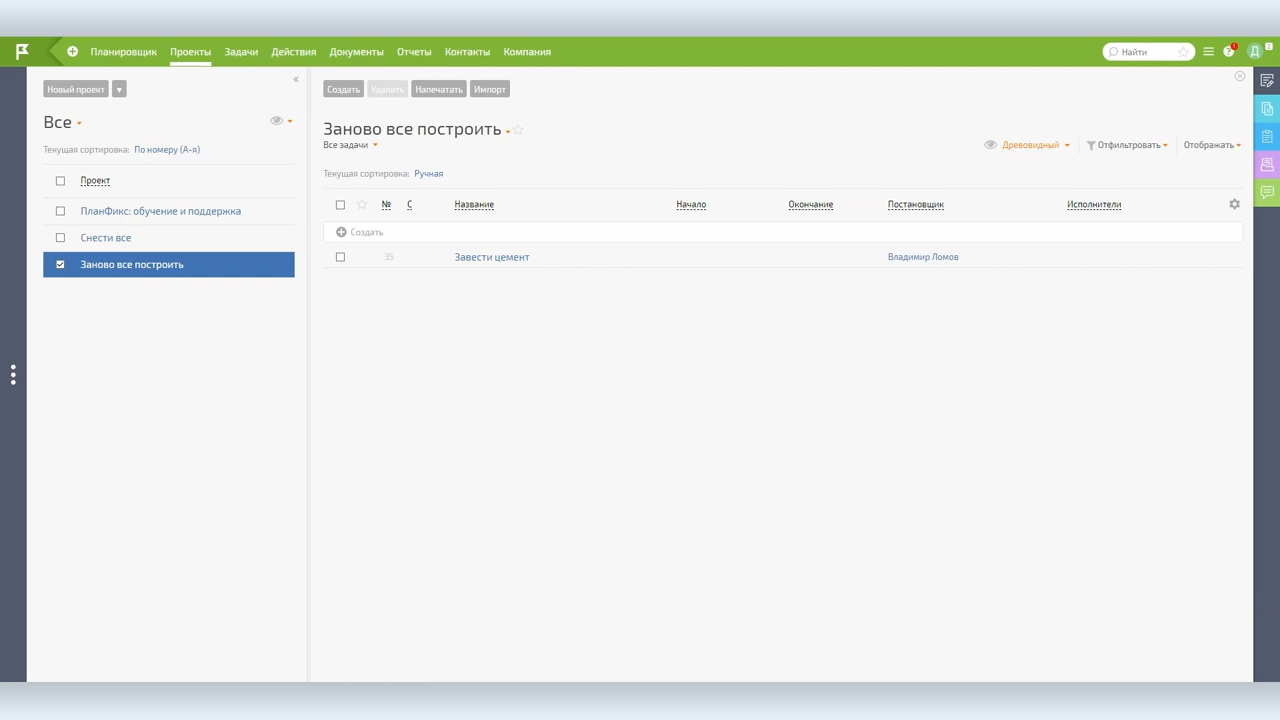 Планировщик Проекты Задачи Действия Документы Отчеты Контакты Компания Найти 1 Д 2
Новый проект
Все
Текущая сортировка: По номеру (А-я)
Проект
ПланФикс: обучение и поддержка
Снести все
Заново все построить
Создать Удалить Напечатать Импорт
Заново все построить
Все задачи Древовидный Отфильтровать Отображать
Текущая сортировка: Ручная
№ С Название Начало Окончание Постановщик Исполнители
Создать
35 Завести цемент Владимир Ломов